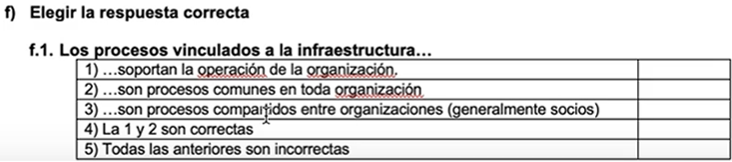 f) Elegir la respuesta correcta
f.1. Los procesos vinculados a la infraestructura...
1) ...soportan la operación de la organización.
2) ...son procesos comunes en toda organización
3) ...son procesos compartidos entre organizaciones (generalmente socios)
4) La 1 y 2 son correctas
5) Todas las anteriores son incorrectas